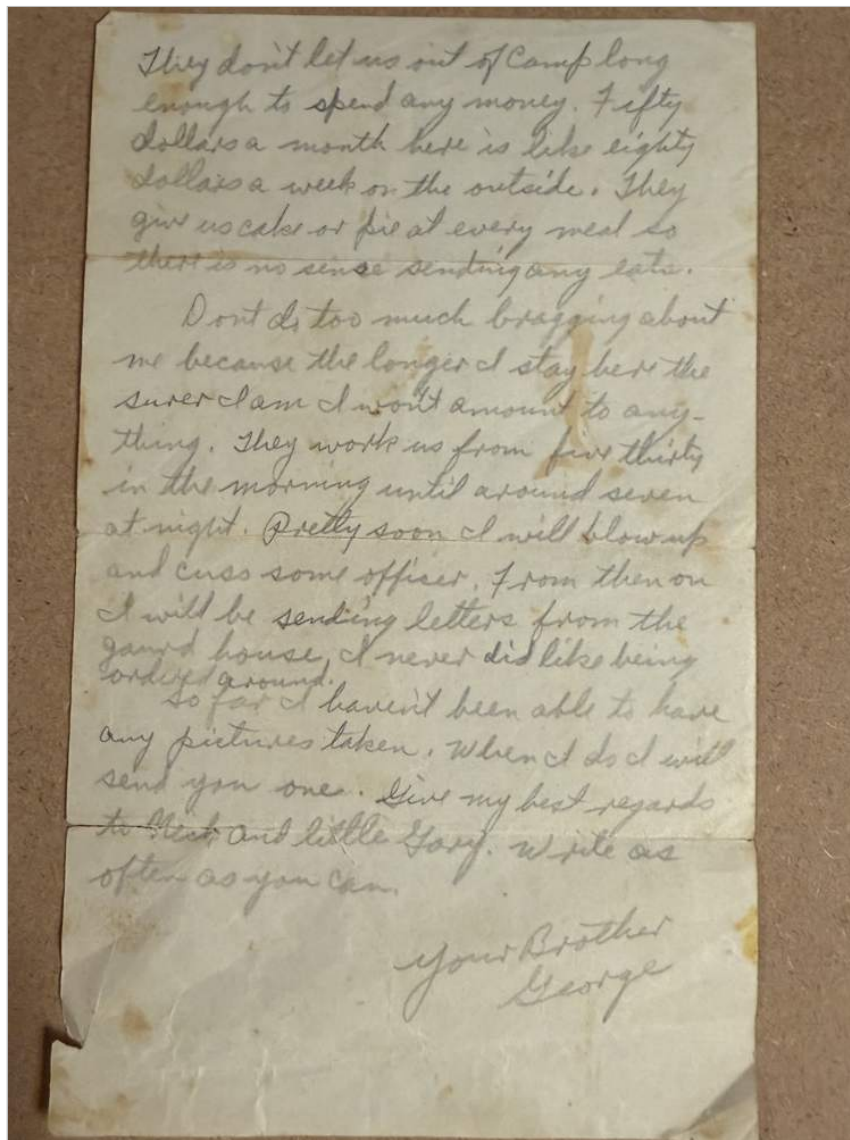 They don't let us out of Camp long
enough to spend any money. Fifty
dollars a month here is like eighty
dollars a week on the outside. They
give us cake or pie at every meal so
there is no sense sending any eats.
Dont do too much bragging about
me because the longer I stay here the
surer I am I won't amount to any-
thing. They work us from five thirty
in the morning until around seven
at night. Pretty soon I will blow up
and cuss some officer. From then on
I will be sending letters from the
gaurd house, I never did like being
ordered around.
So far I haven't been able to have
any pictures taken. When I do I will
send you one. Give my best regards
to and little Gary. Write as
often as you can.
Your Brother
George